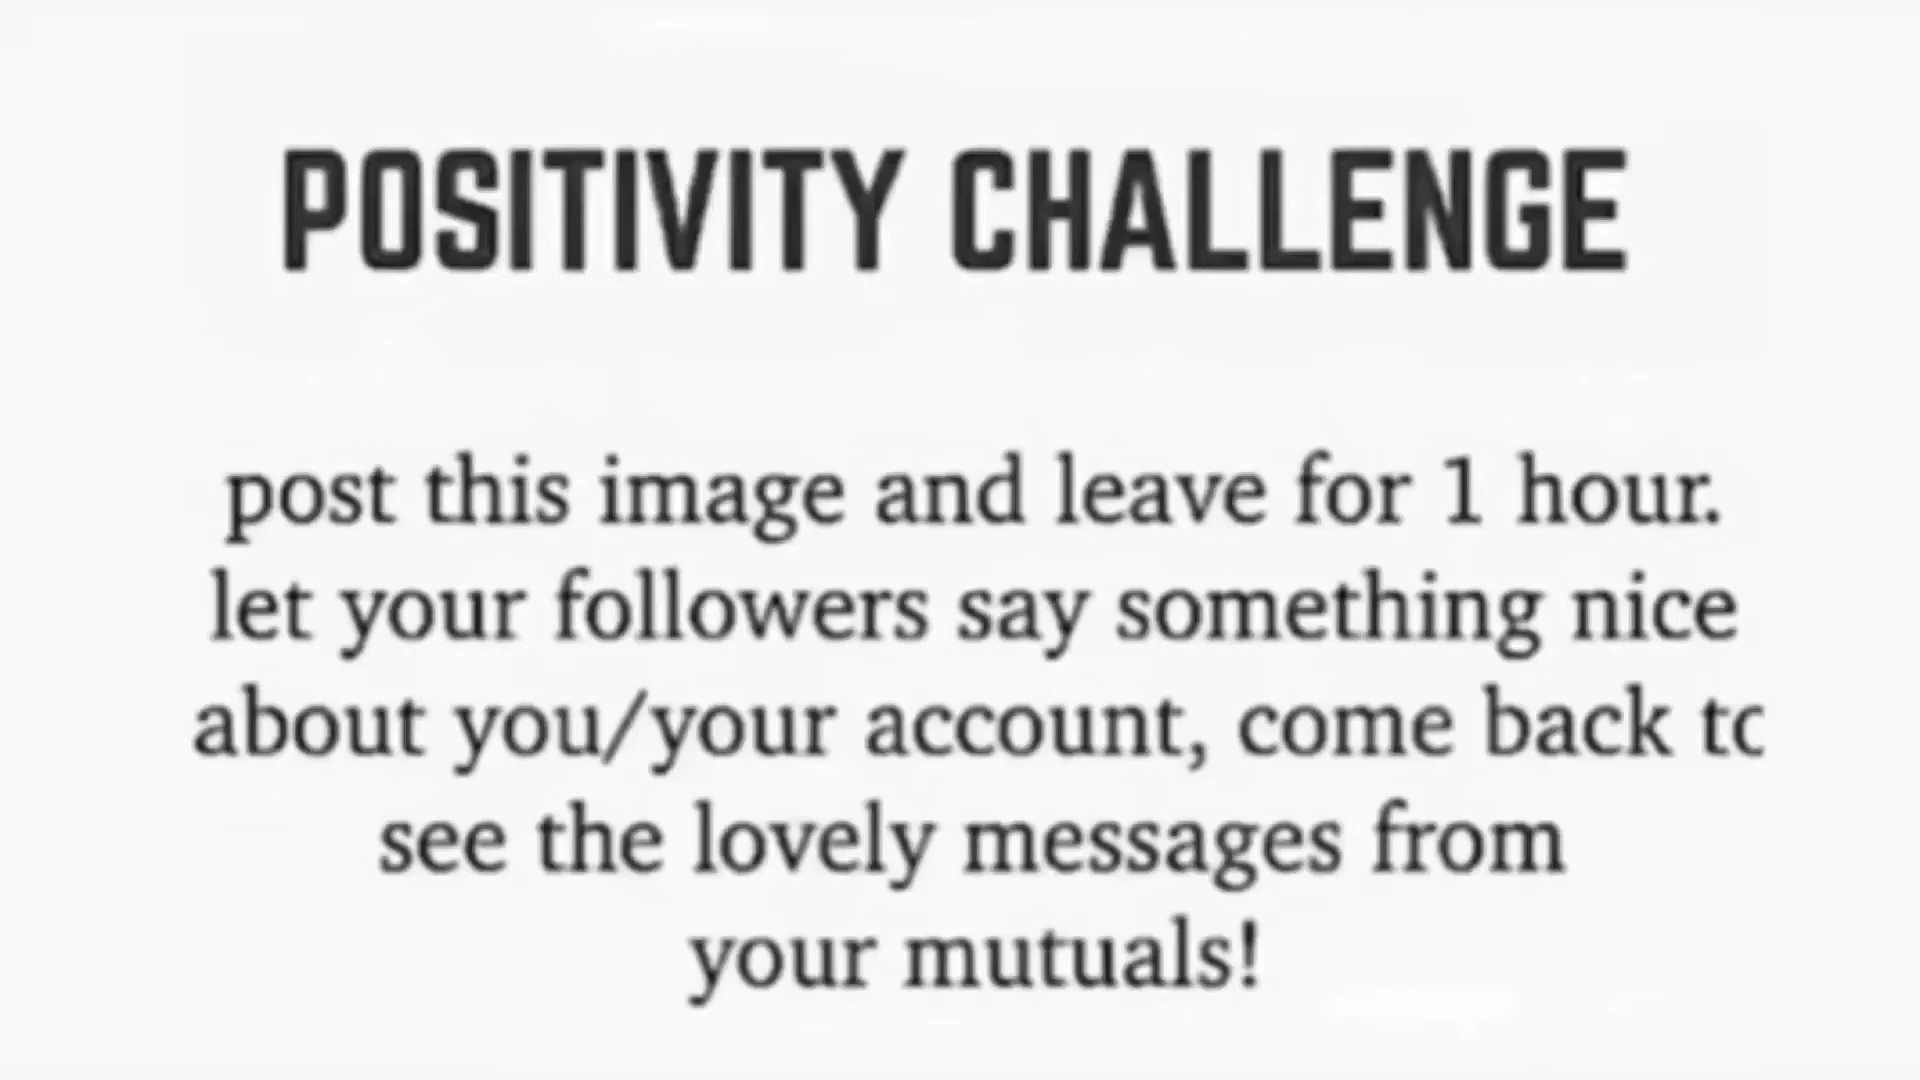 POSITIVITY CHALLENGE
post this image and leave for 1 hour.
let your followers say something nice
about you/your account, come back to
see the lovely messages from
your mutuals!